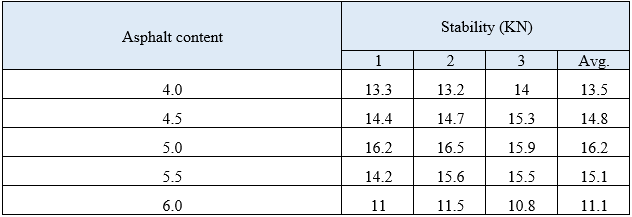 Asphalt content Stability (KN)
1 2 3 Avg.
4.0 13.3 13.2 14 13.5
4.5 14.4 14.7 15.3 14.8
5.0 16.2 16.5 15.9 16.2
5.5 14.2 15.6 15.5 15.1
6.0 11 11.5 10.8 11.1